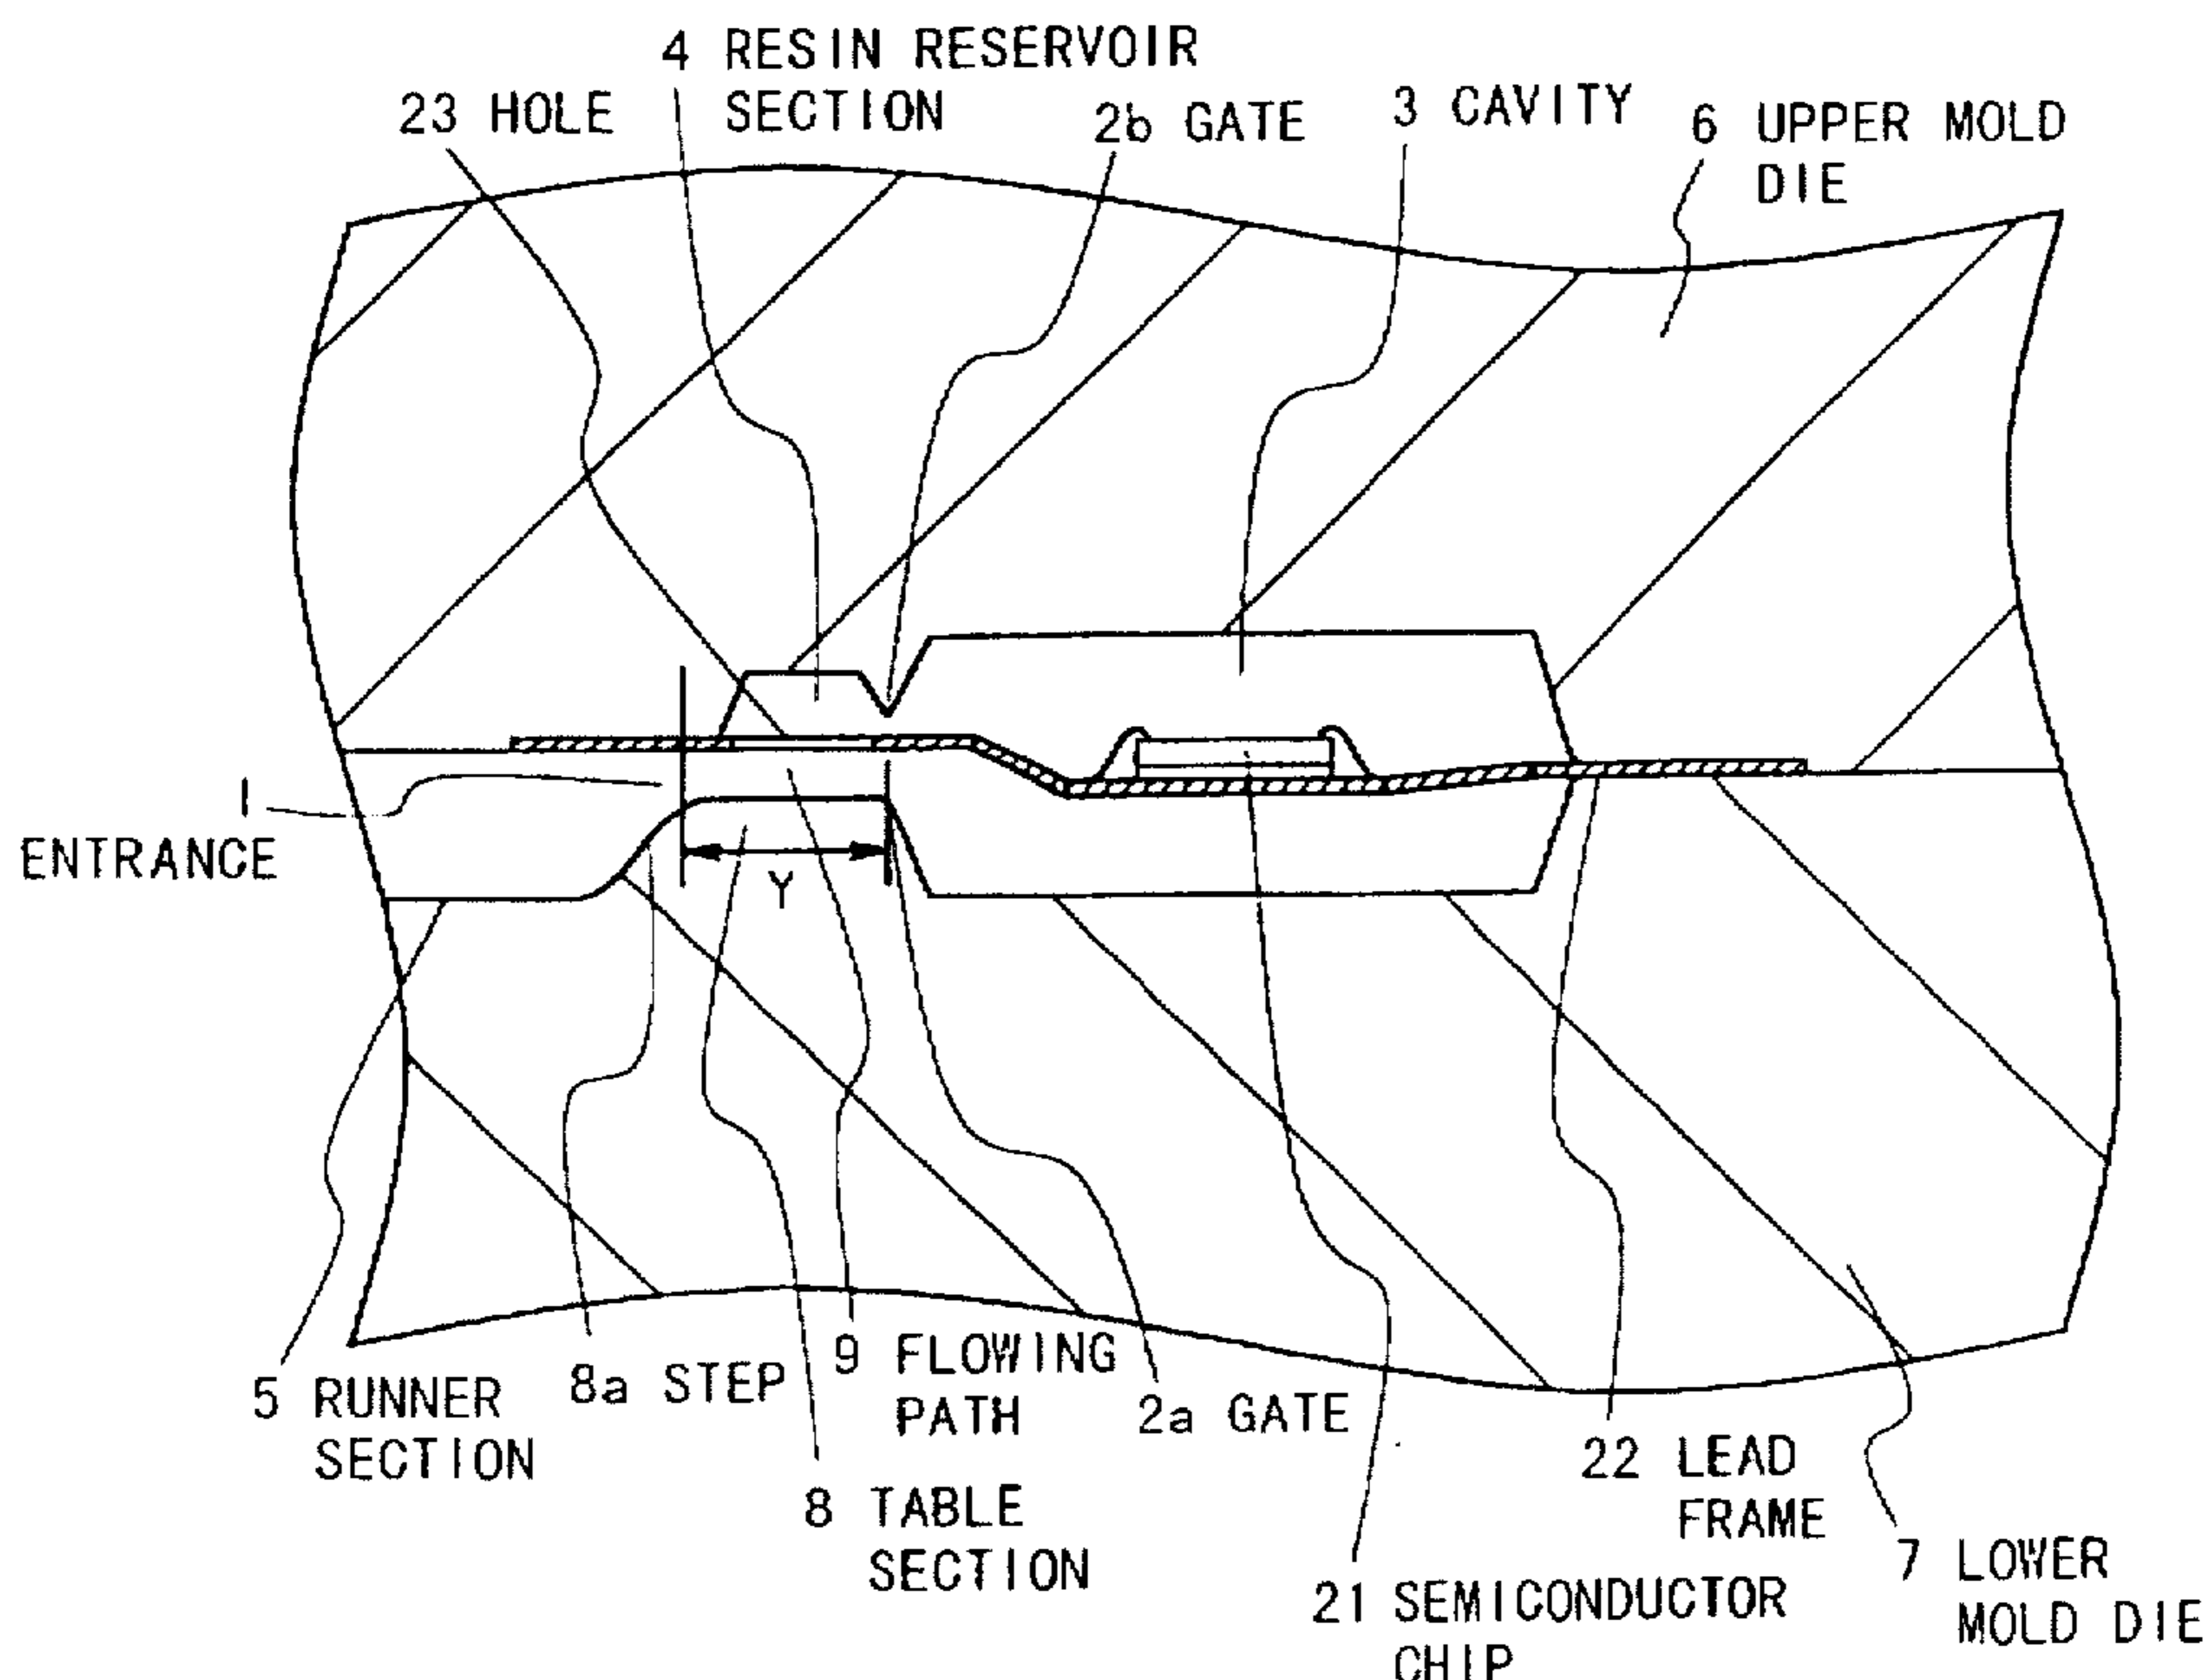 4 RESIN RESERVOIR
SECTION
23 HOLE
2b GATE
3 CAVITY
6 UPPER MOLD
DIE
1
ENTRANCE
Y
5 RUNNER
SECTION
8a STEP
9 FLOWING
PATH
2a GATE
8 TABLE
SECTION
22 LEAD
FRAME
21 SEMICONDUCTOR
CHIP
7 LOWER
MOLD DIE